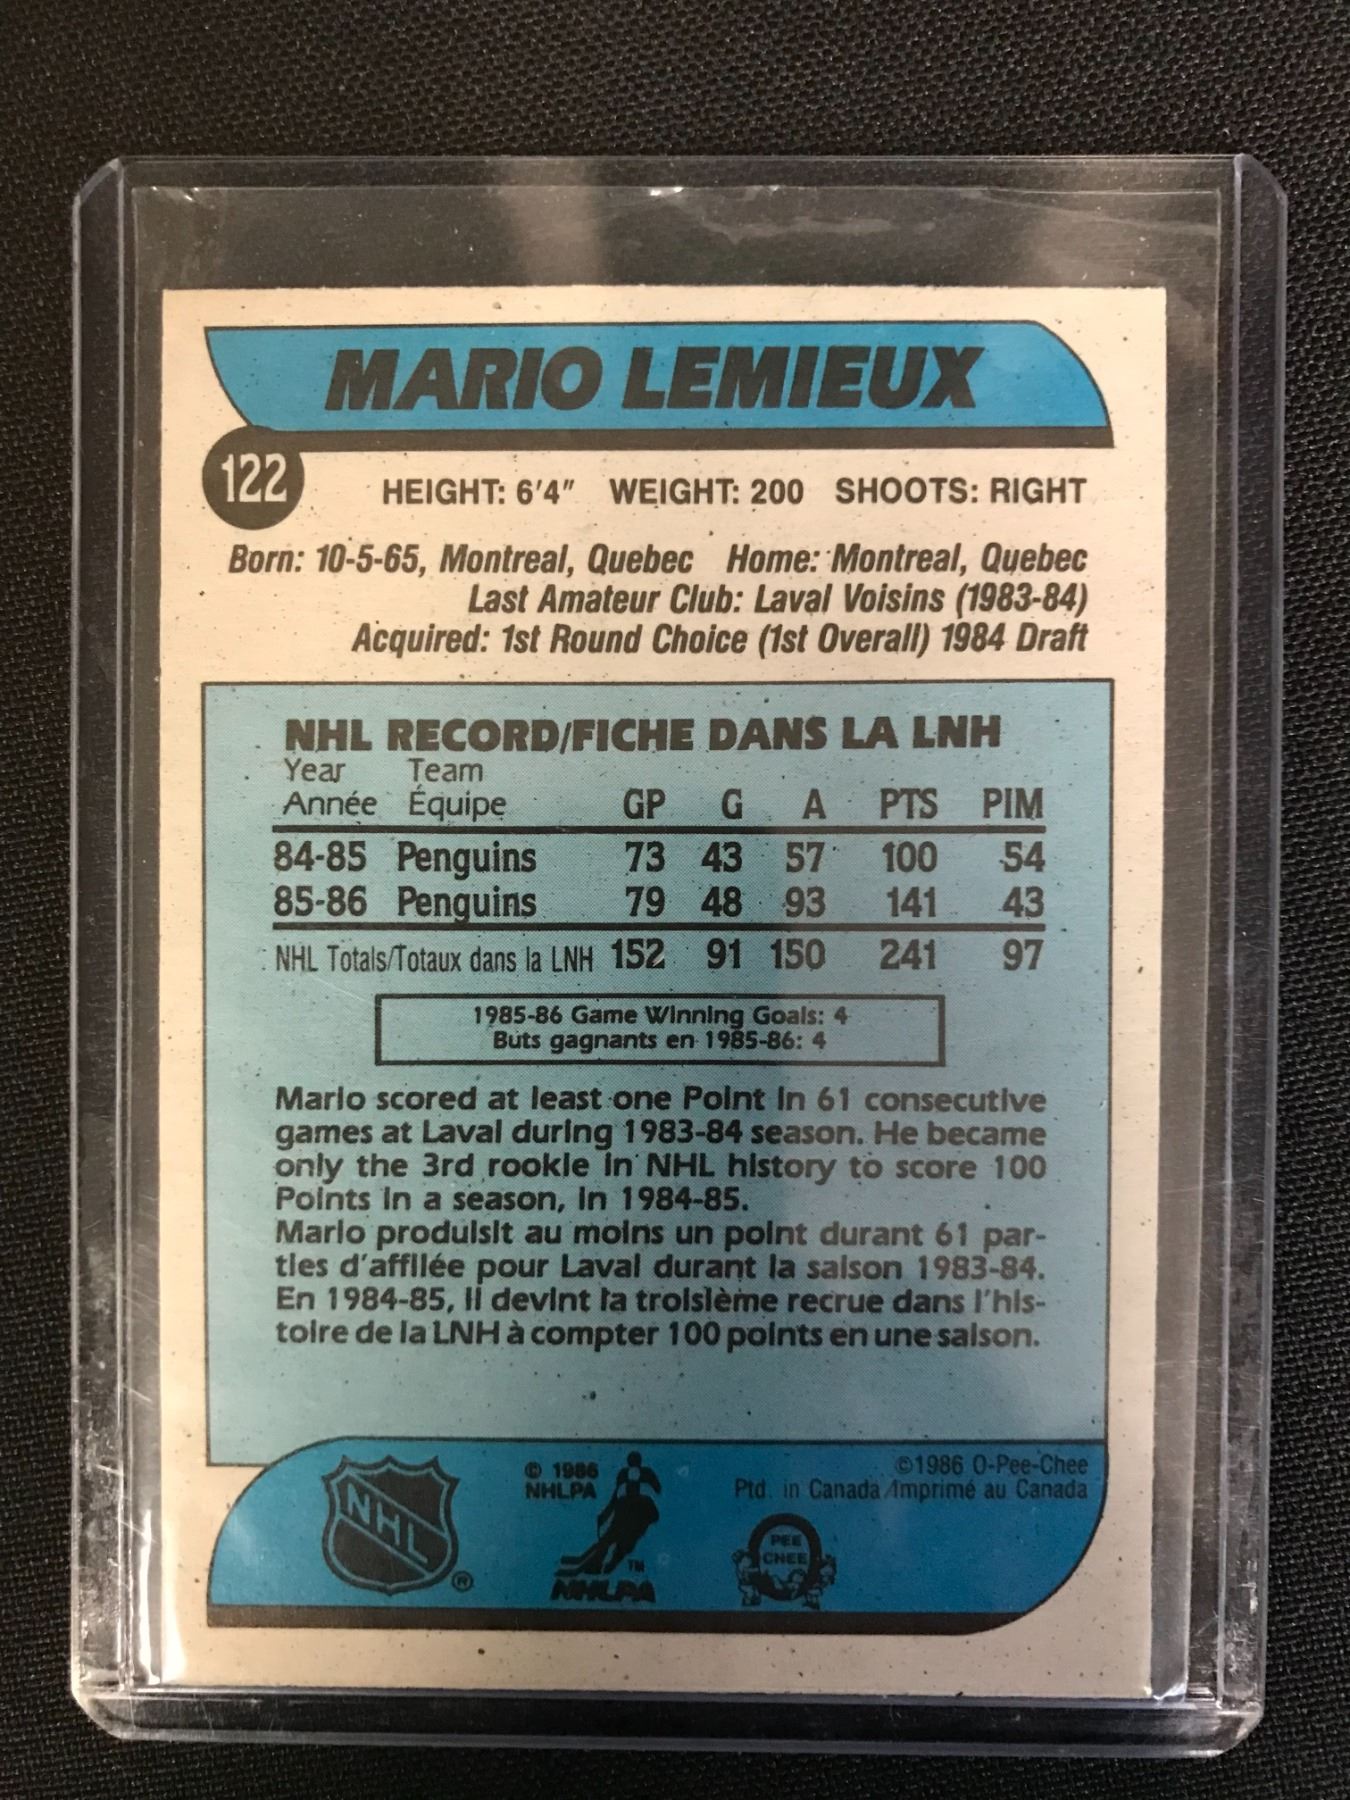 MARIO LEMIEUX
122
HEIGHT: 6'4" WEIGHT: 200 SHOOTS: RIGHT
Born: 10-5-65, Montreal, Quebec Home: Montreal, Quebec
Last Amateur Club: Laval Voisins (1983-84)
Acquired: 1st Round Choice (1st Overall) 1984 Draft
NHL RECORD/FICHE DANS LA LNH
Year Team
Année Équipe GP G A PTS PIM
84-85 Penguins 73 43 57 100 54
85-86 Penguins 79 48 93 141 43
NHL Totals/Totaux dans la LNH 152 91 150 241 97
1985-86 Game Winning Goals: 4
Buts gagnants en 1985-86: 4
Mario scored at least one Point in 61 consecutive
games at Laval during 1983-84 season. He became
only the 3rd rookie in NHL history to score 100
Points in a season, in 1984-85.
Mario produisit au moins un point durant 61 par-
ties d'affilée pour Laval durant la saison 1983-84.
En 1984-85, il devint la troisième recrue dans l'his-
toire de la LNH à compter 100 points en une saison.
NHL ®
© 1986
NHLPA
TM
NHLPA
©1986 O-Pee-Chee
Ptd. in Canada/Imprimé au Canada
PEE
CHEE